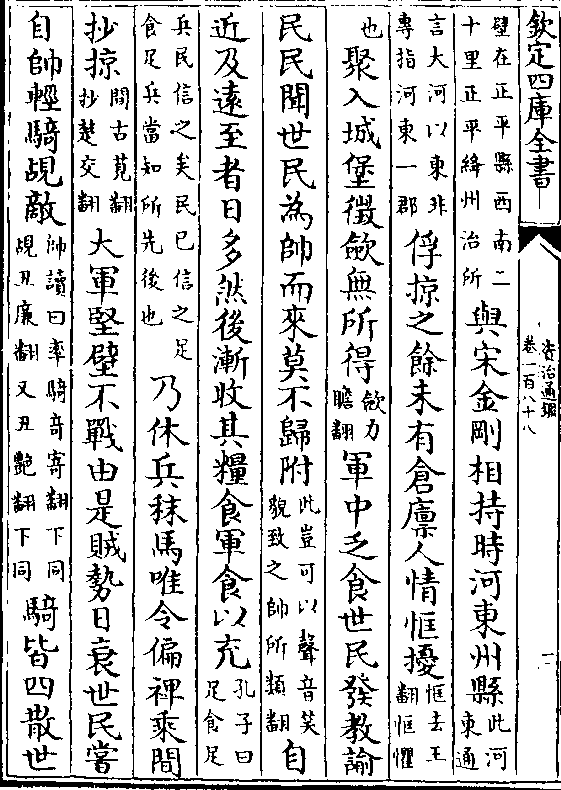 欽定四庫全書
資治通鑑
卷一百八十八
壁在正平縣西南二十里正平絳州治所與宋金剛相持時河東州縣此河東通
言大河以東非專指河東一郡俘掠之餘未有倉廪人情恇擾恇去王翻恇懼
也聚入城堡徵斂無所得斂力贍翻軍中乏食世民發教諭
民民聞世民為帥而來莫不歸附此豈可以聲音笑貌致之帥所類翻自
近及遠至者日多然後漸收其糧食軍食以充孔子曰足食足
兵民信之矣民已信之足食足兵當知所先後也乃休兵秣馬唯令偏裨乘間
抄掠間古莧翻抄楚交翻大軍堅壁不戰由是賊勢日衰世民嘗
自帥輕騎覘敵帥讀曰率騎奇寄翻下同覘丑廉翻又丑艷翻下同騎皆四散世